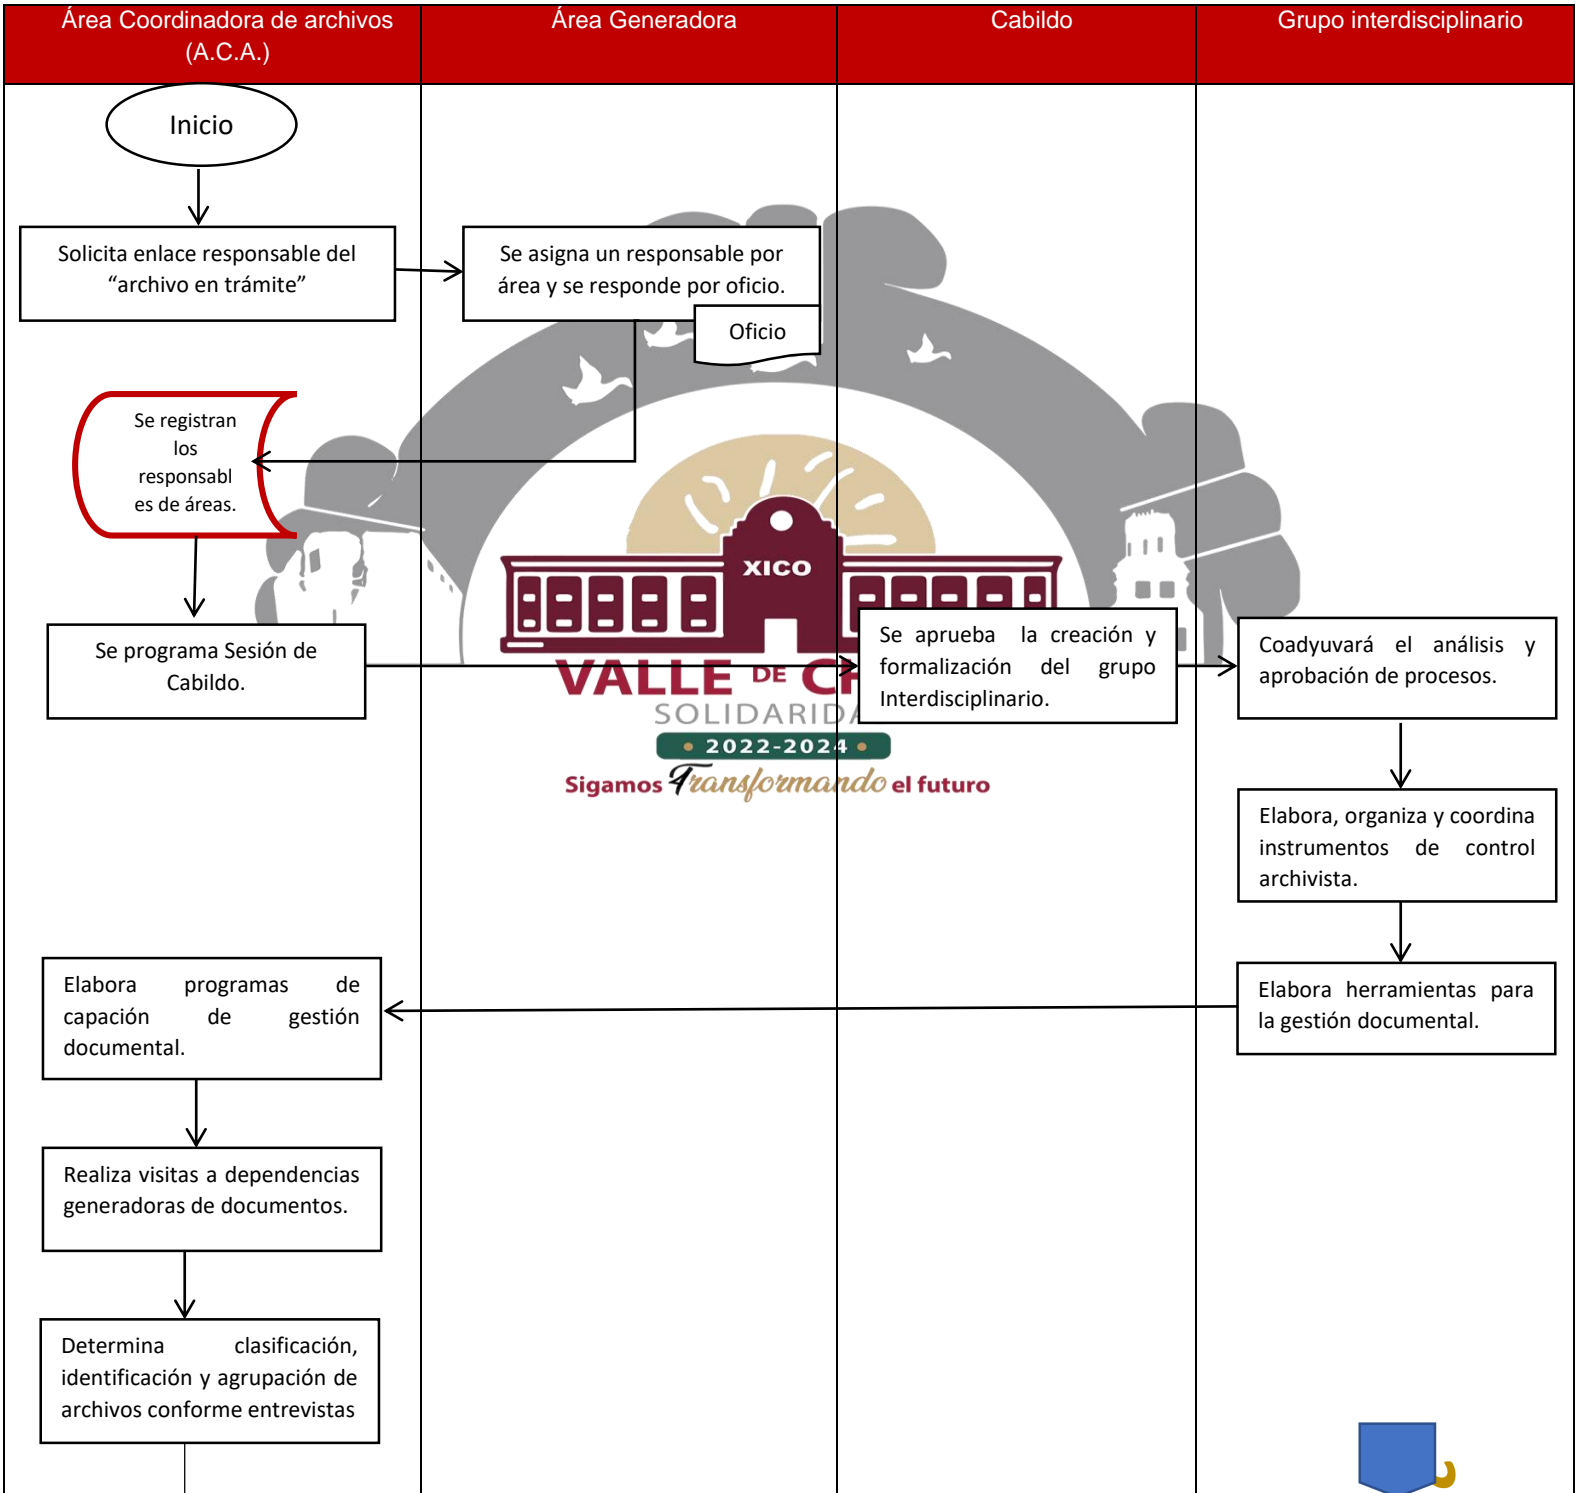 Área Coordinadora de archivos
(A.C.A.)
Área Generadora
Cabildo
Grupo interdisciplinario
Inicio
Solicita enlace responsable del
“archivo en trámite”
Se asigna un responsable por
área y se responde por oficio.
Oficio
Se registran
los
responsabl
es de áreas.
XICO
Se programa Sesión de
Cabildo.
Se aprueba la creación y
formalización del grupo
Interdisciplinario.
Coadyuvará el análisis y
aprobación de procesos.
VALLE DE
2022-2024
Sigamos Transformando el futuro
Elabora, organiza y coordina
instrumentos de control
archivista.
Elabora programas de
capación de gestión
documental.
Elabora herramientas para
la gestión documental.
Realiza visitas a dependencias
generadoras de documentos.
Determina clasificación,
identificación y agrupación de
archivos conforme entrevistas